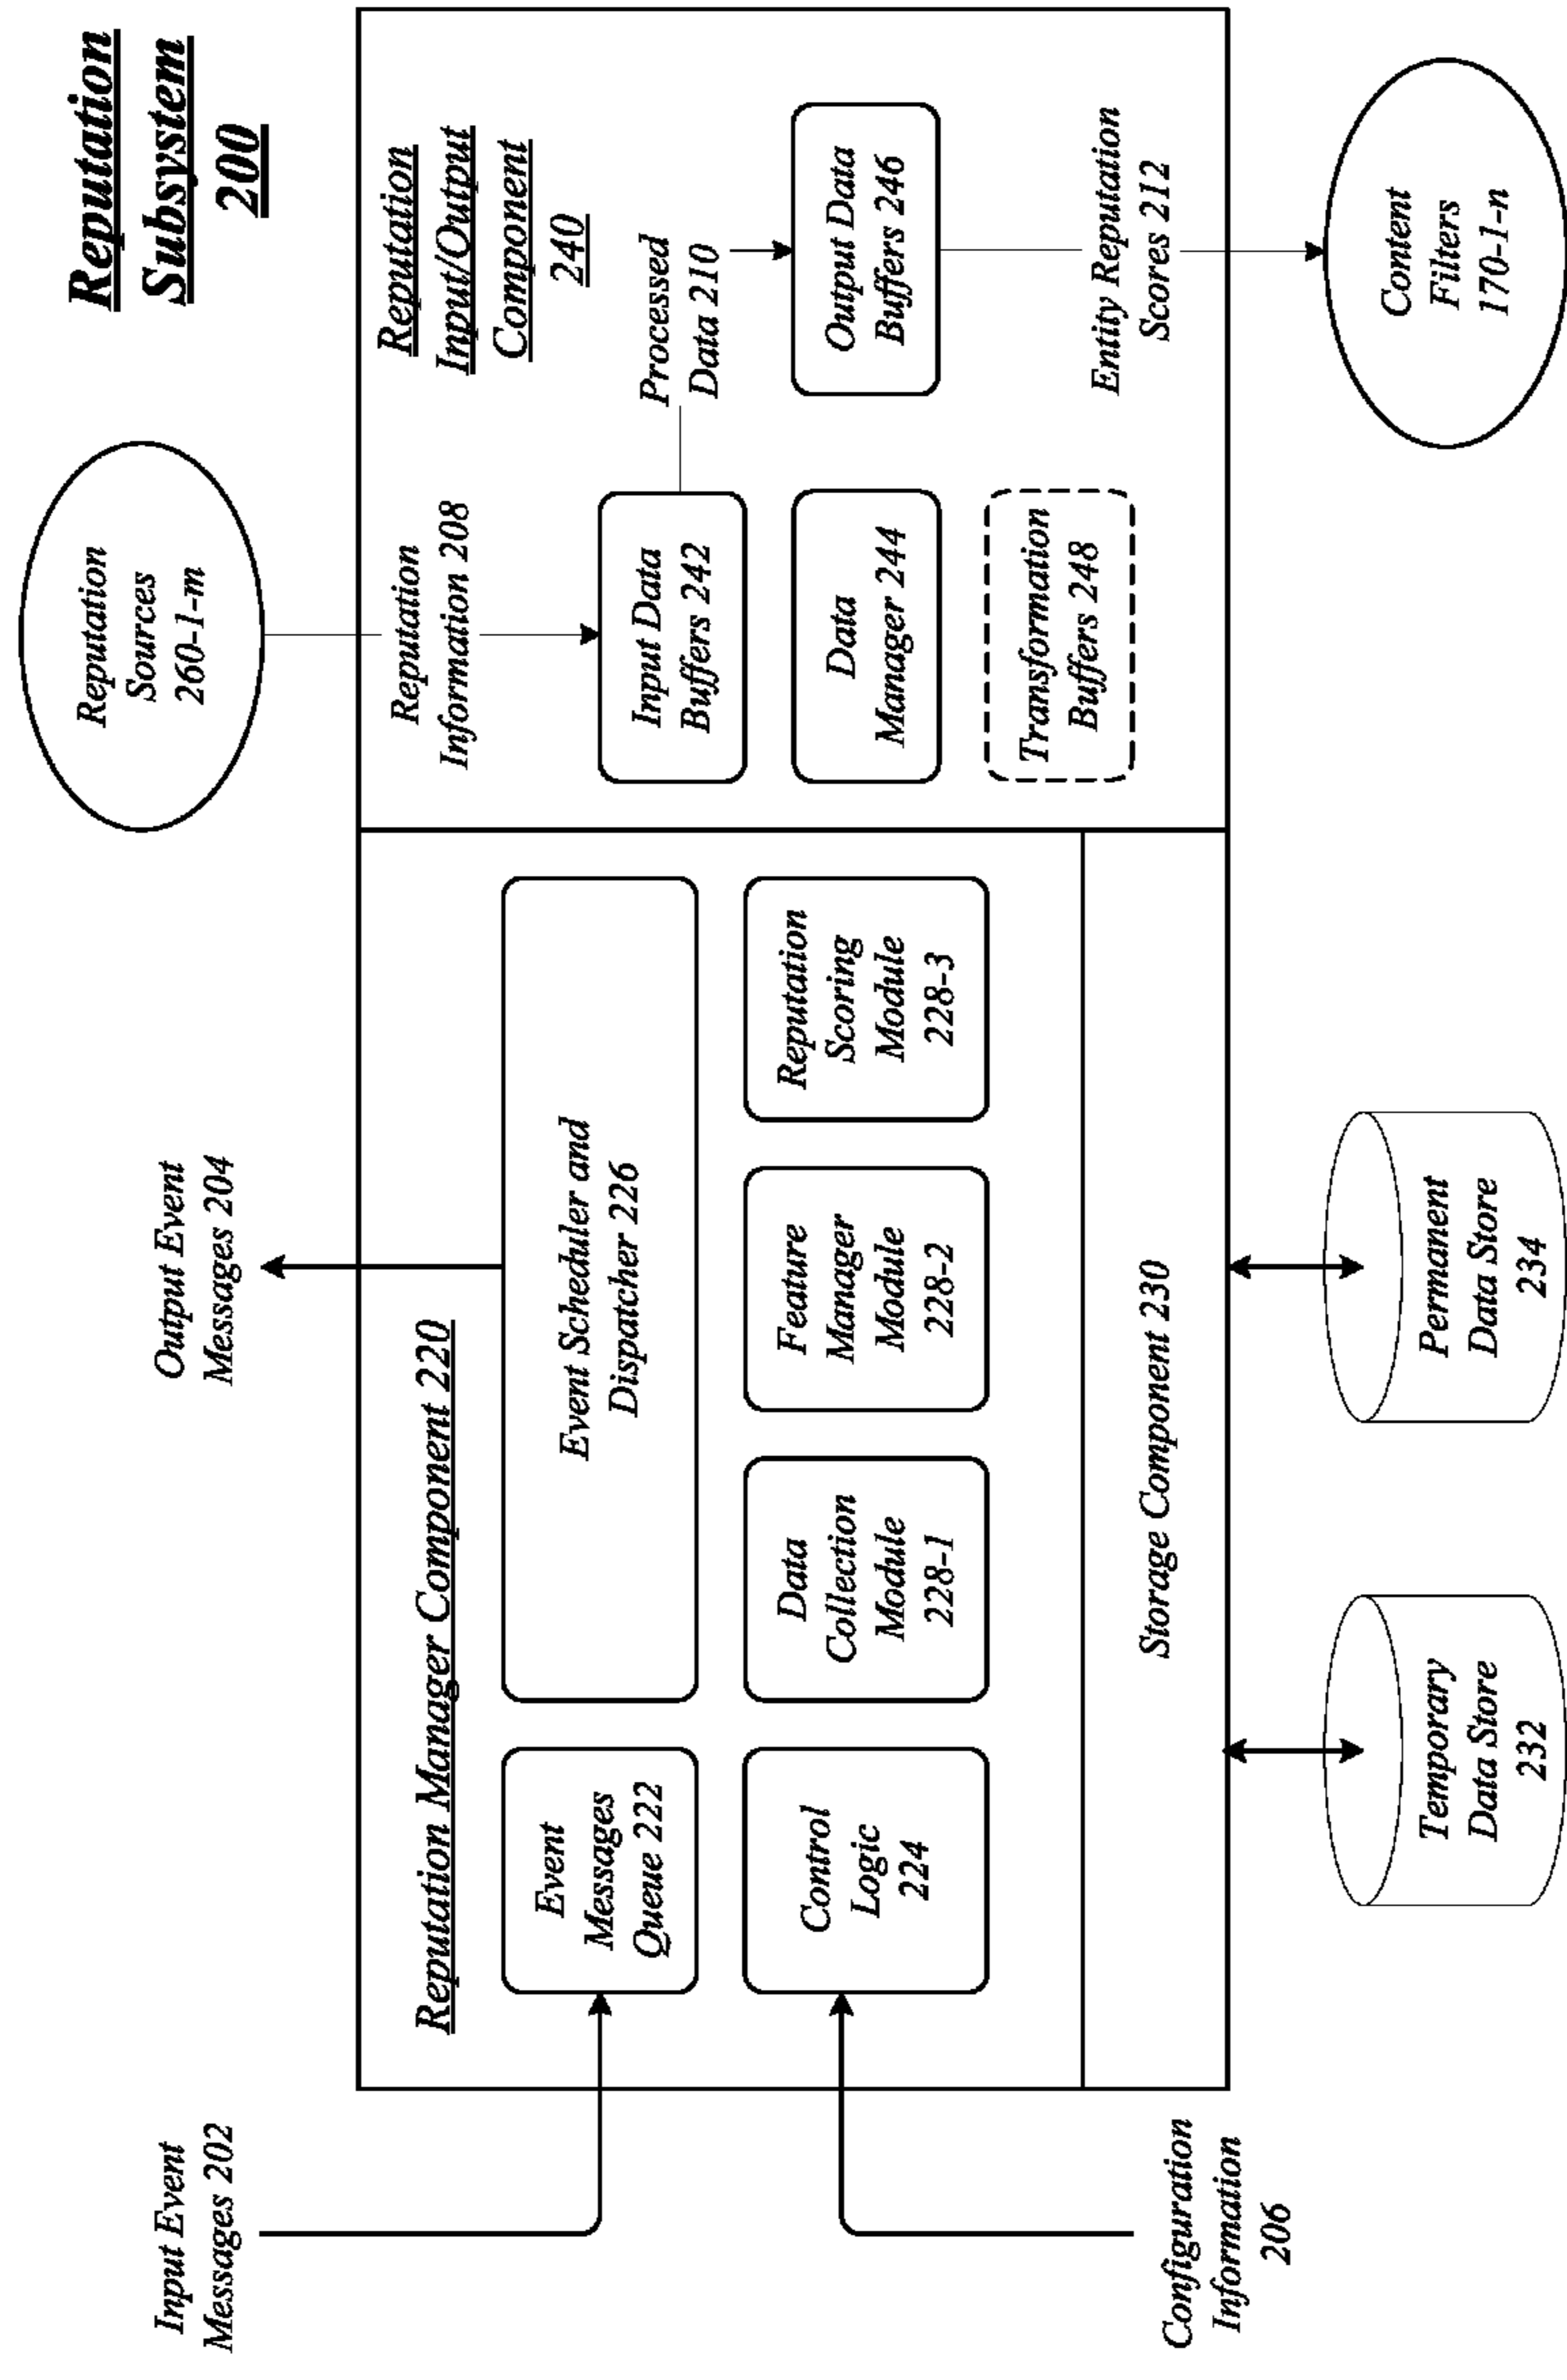 Reputation
Subsystem
200
Reputation
Sources
260-1-m
Input Event
Messages 202
Output Event
Messages 204
Reputation Manager Component 220
Event
Messages
Queue 222
Event Scheduler and
Dispatcher 226
Control
Logic
224
Data
Collection
Module
228-1
Feature
Manager
Module
228-2
Reputation
Scoring
Module
228-3
Storage Component 230
Reputation
Input/Output
Component
240
Reputation
Information 208
Input Data
Buffers 242
Processed
Data 210
Data
Manager 244
Output Data
Buffers 246
Transformation
Buffers 248
Entity Reputation
Scores 212
Configuration
Information
206
Temporary
Data Store
232
Permanent
Data Store
234
Content
Filters
170-1-n